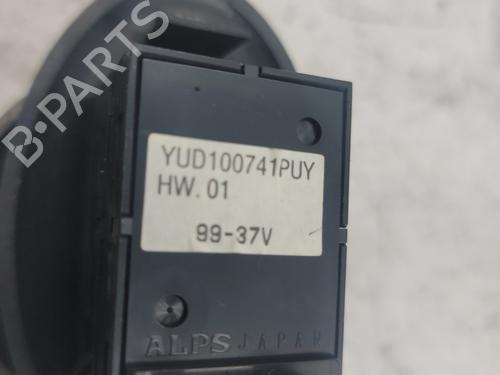 YUD100741PUY
HW.01
99-37V
ALPS JAPAN
B-PARTS